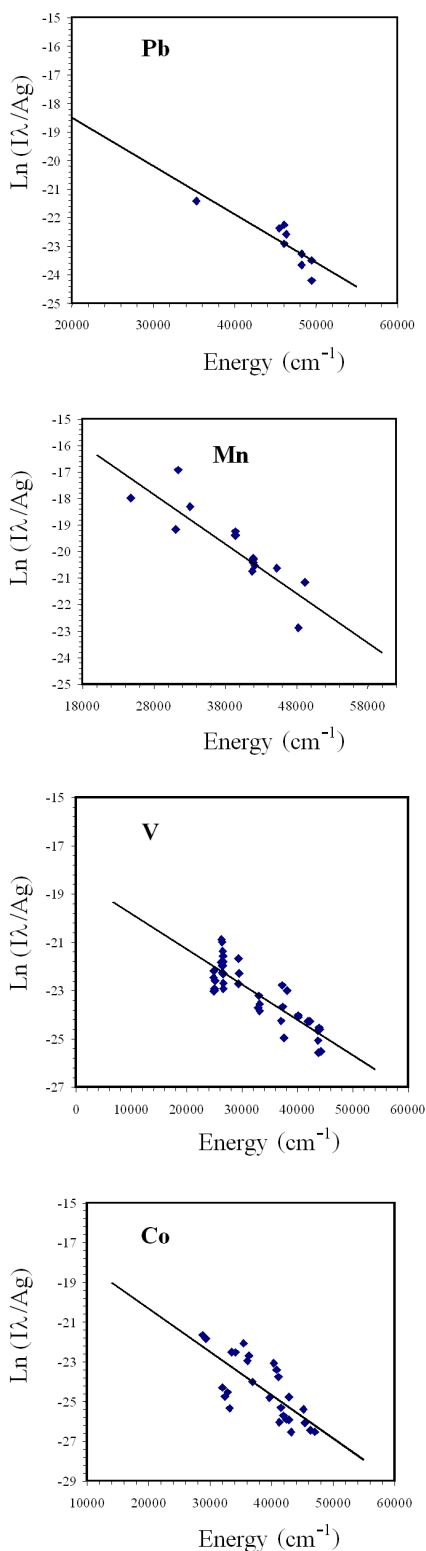 Pb
Ln (Iλ/Ag)
-15
-16
-17
-18
-19
-20
-21
-22
-23
-24
-25
20000 30000 40000 50000 60000
Energy (cm-1)
Mn
Ln (Iλ/Ag)
-15
-16
-17
-18
-19
-20
-21
-22
-23
-24
-25
18000 28000 38000 48000 58000
Energy (cm-1)
V
Ln (Iλ/Ag)
-15
-17
-19
-21
-23
-25
-27
0 10000 20000 30000 40000 50000 60000
Energy (cm-1)
Co
Ln (Iλ/Ag)
-15
-17
-19
-21
-23
-25
-27
-29
10000 20000 30000 40000 50000 60000
Energy (cm-1)